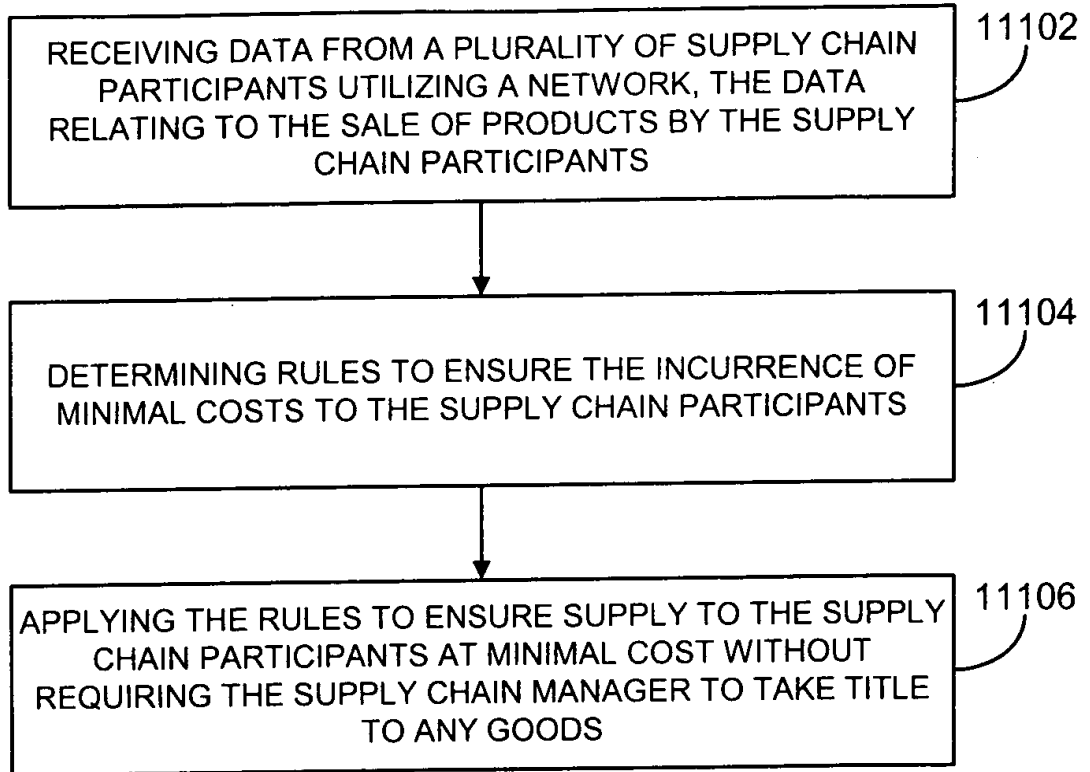 RECEIVING DATA FROM A PLURALITY OF SUPPLY CHAIN
PARTICIPANTS UTILIZING A NETWORK, THE DATA
RELATING TO THE SALE OF PRODUCTS BY THE SUPPLY
CHAIN PARTICIPANTS
11102
DETERMINING RULES TO ENSURE THE INCURRENCE OF
MINIMAL COSTS TO THE SUPPLY CHAIN PARTICIPANTS
11104
APPLYING THE RULES TO ENSURE SUPPLY TO THE SUPPLY
CHAIN PARTICIPANTS AT MINIMAL COST WITHOUT
REQUIRING THE SUPPLY CHAIN MANAGER TO TAKE TITLE
TO ANY GOODS
11106